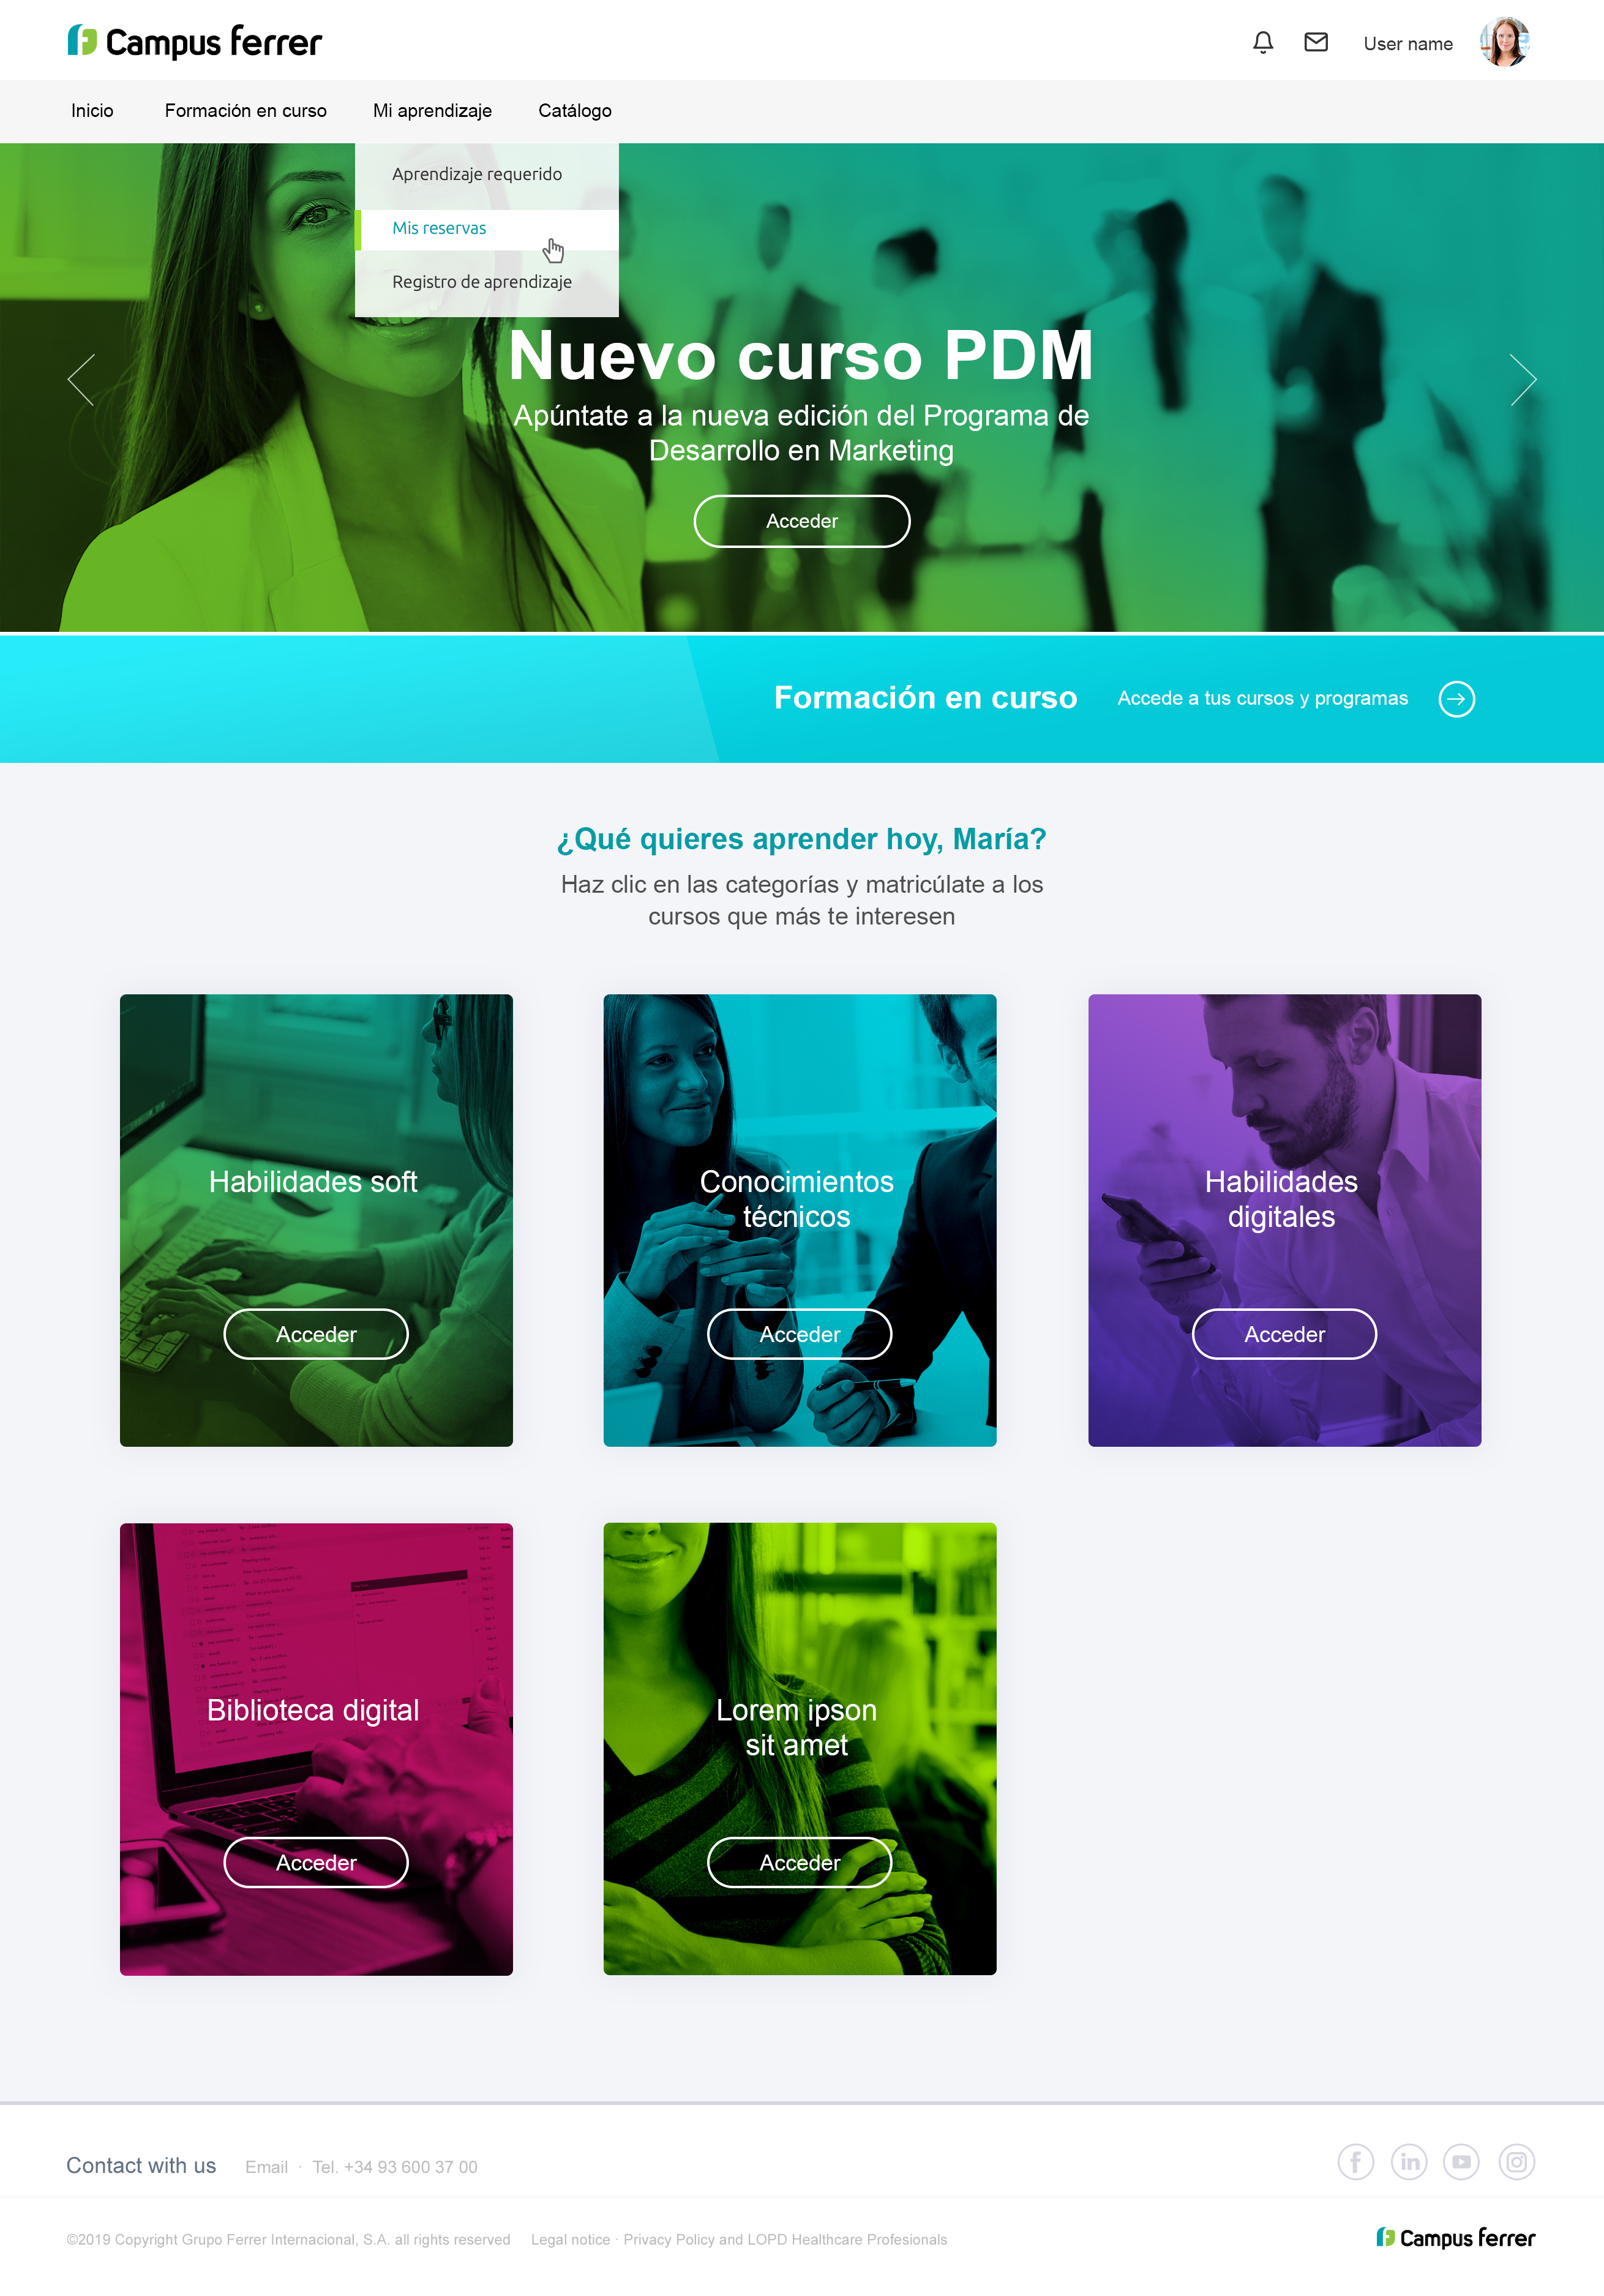 Campus ferrer
User name
Inicio
Formación en curso
Mi aprendizaje
Catálogo
Aprendizaje requerido
Mis reservas
Registro de aprendizaje
Nuevo curso PDM
Apúntate a la nueva edición del Programa de
Desarrollo en Marketing
Acceder
Formación en curso
Accede a tus cursos y programas
¿Qué quieres aprender hoy, María?
Haz clic en las categorías y matricúlate a los
cursos que más te interesen
Habilidades soft
Acceder
Conocimientos
técnicos
Acceder
Habilidades
digitales
Acceder
Biblioteca digital
Acceder
Lorem ipson
sit amet
Acceder
Contact with us
Email · Tel. +34 93 600 37 00
©2019 Copyright Grupo Ferrer Internacional, S.A. all rights reserved
Legal notice · Privacy Policy and LOPD Healthcare Profesionals
Campus ferrer